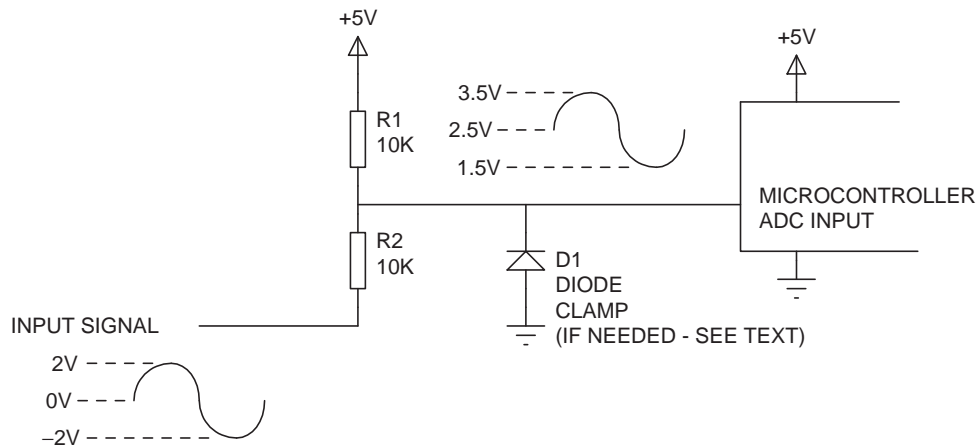 +5V
+5V
3.5V
R1
10K
2.5V
1.5V
MICROCONTROLLER
ADC INPUT
R2
10K
D1
DIODE
CLAMP
(IF NEEDED - SEE TEXT)
INPUT SIGNAL
2V
0V
–2V